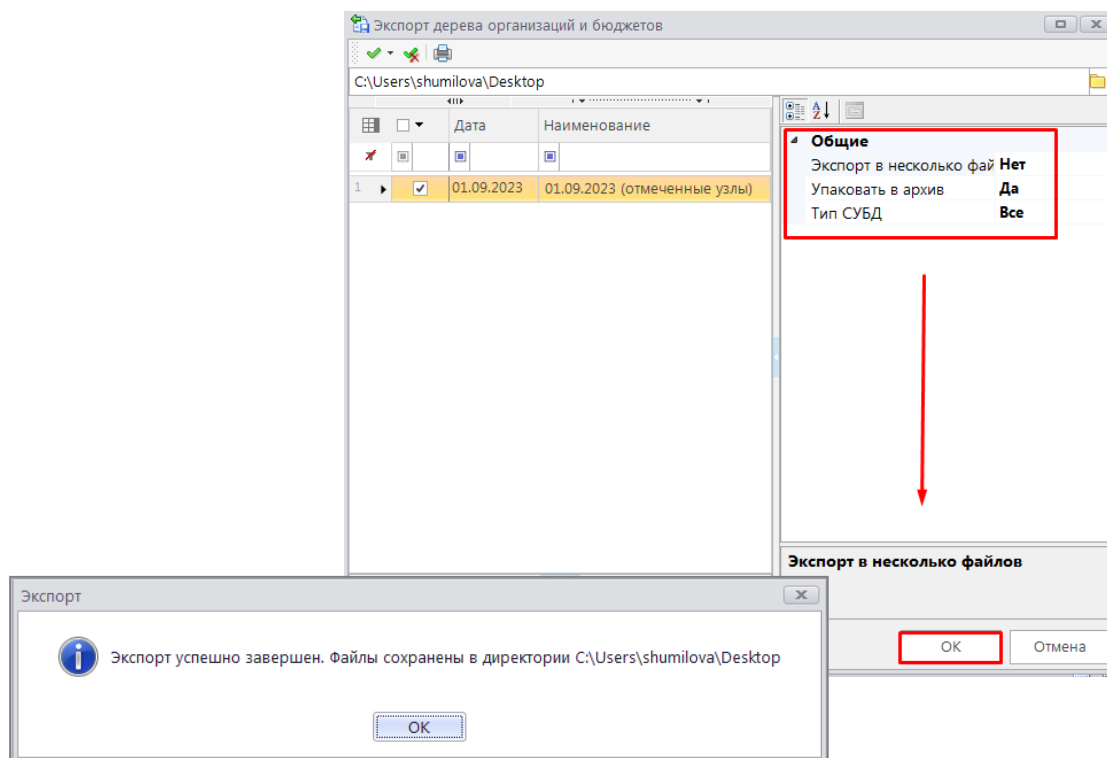 Экспорт дерева организаций и бюджетов
C:\Users\shumilova\Desktop
Дата Наименование
1 01.09.2023 01.09.2023 (отмеченные узлы)
Общие
Экспорт в несколько фай Нет
Упаковать в архив Да
Тип СУБД Все
Экспорт в несколько файлов
ОК Отмена
Экспорт
Экспорт успешно завершен. Файлы сохранены в директории C:\Users\shumilova\Desktop
ОК